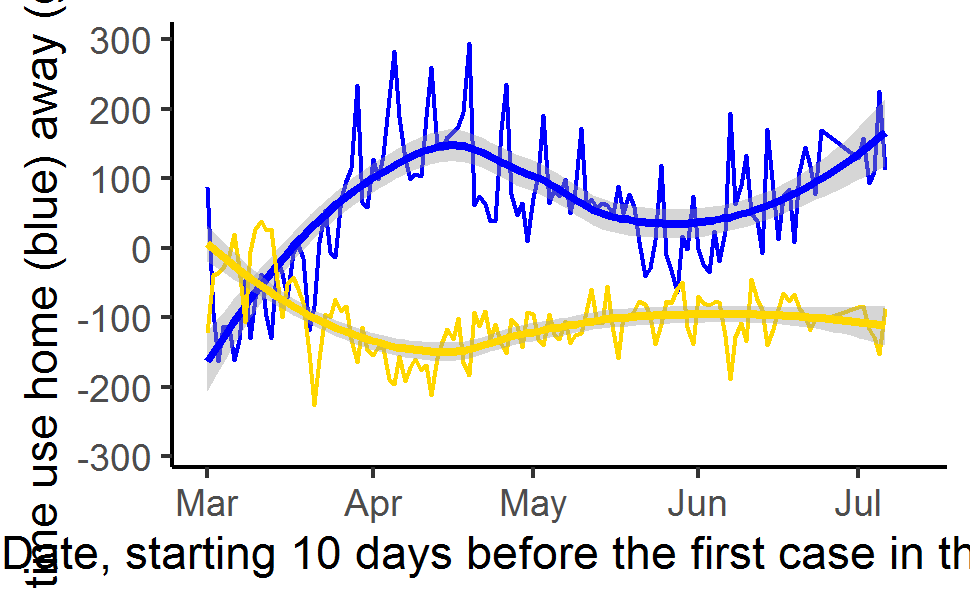 time use home (blue) away (
300
200
100
0
-100
-200
-300
Mar Apr May Jun Jul
Date, starting 10 days before the first case in th